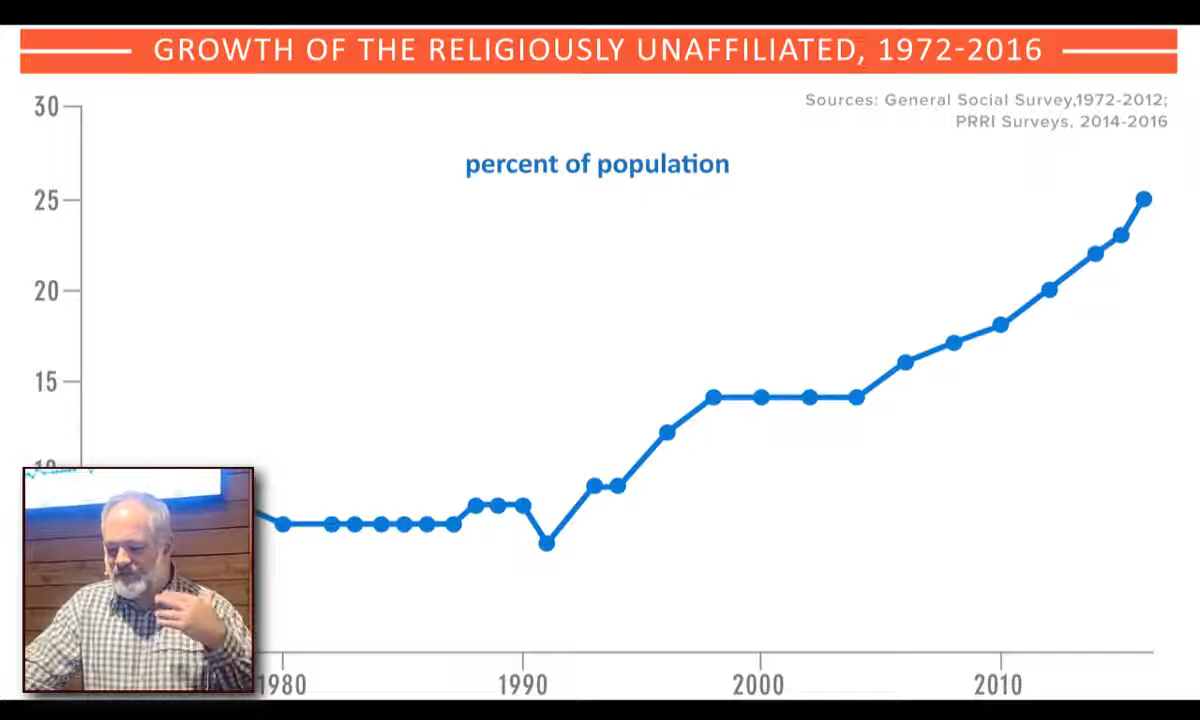 GROWTH OF THE RELIGIOUSLY UNAFFILIATED, 1972-2016
Sources: General Social Survey,1972-2012;
PRRI Surveys, 2014-2016
percent of population
30
25
20
15
1980
1990
2000
2010